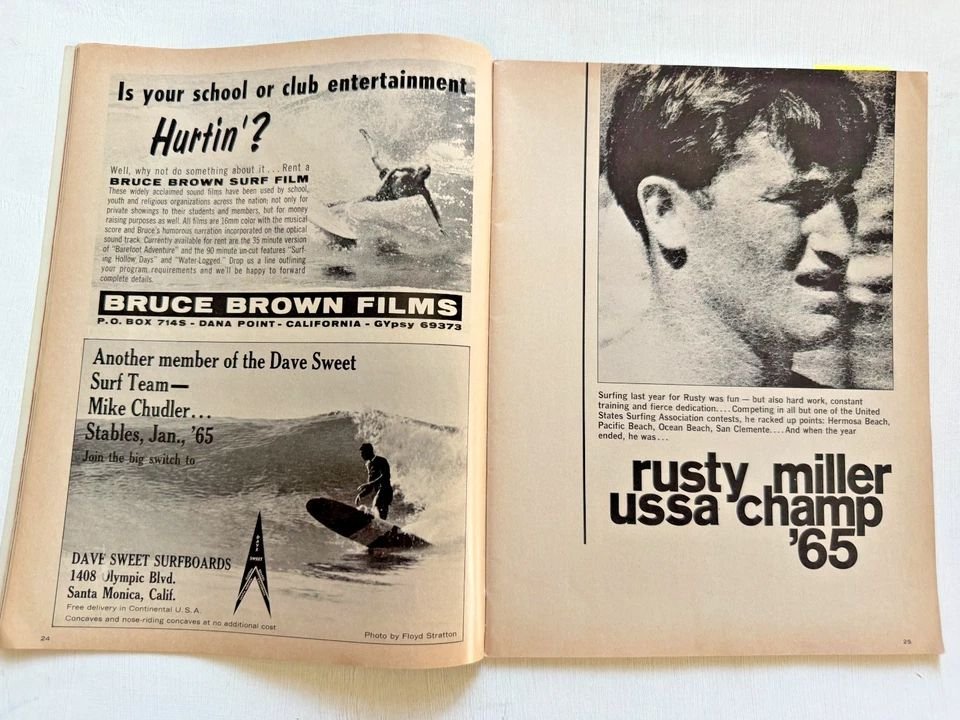 Is your school or club entertainment
Hurtin'?
Well, why not do something about it... Rent a
BRUCE BROWN SURF FILM
These widely acclaimed sound films have been used by school,
youth and religious organizations across the nation; not only for
private showings to their students and members, but for money
raising purposes as well. All films are 16mm color with the musical
score and Bruce's humorous narration incorporated on the optical
sound track. Currently available for rent are the 35 minute version
of "Barefoot Adventure" and the 90 minute un-cut features "Surf-
ing Hollow Days" and "Water-Logged." Drop us a line outlining
your program requirements and we'll be happy to forward
complete details.
BRUCE BROWN FILMS
P.O. BOX 714S - DANA POINT - CALIFORNIA - GYpsy 69373
Another member of the Dave Sweet
Surf Team—
Mike Chudler...
Stables, Jan., '65
Join the big switch to
DAVE SWEET
DAVE SWEET SURFBOARDS
1408 Olympic Blvd.
Santa Monica, Calif.
Free delivery in Continental U.S.A.
Concaves and nose-riding concaves at no additional cost
Photo by Floyd Stratton
24
Surfing last year for Rusty was fun — but also hard work, constant
training and fierce dedication.... Competing in all but one of the United
States Surfing Association contests, he racked up points: Hermosa Beach,
Pacific Beach, Ocean Beach, San Clemente.... And when the year
ended, he was...
rusty miller
ussa champ
'65
25